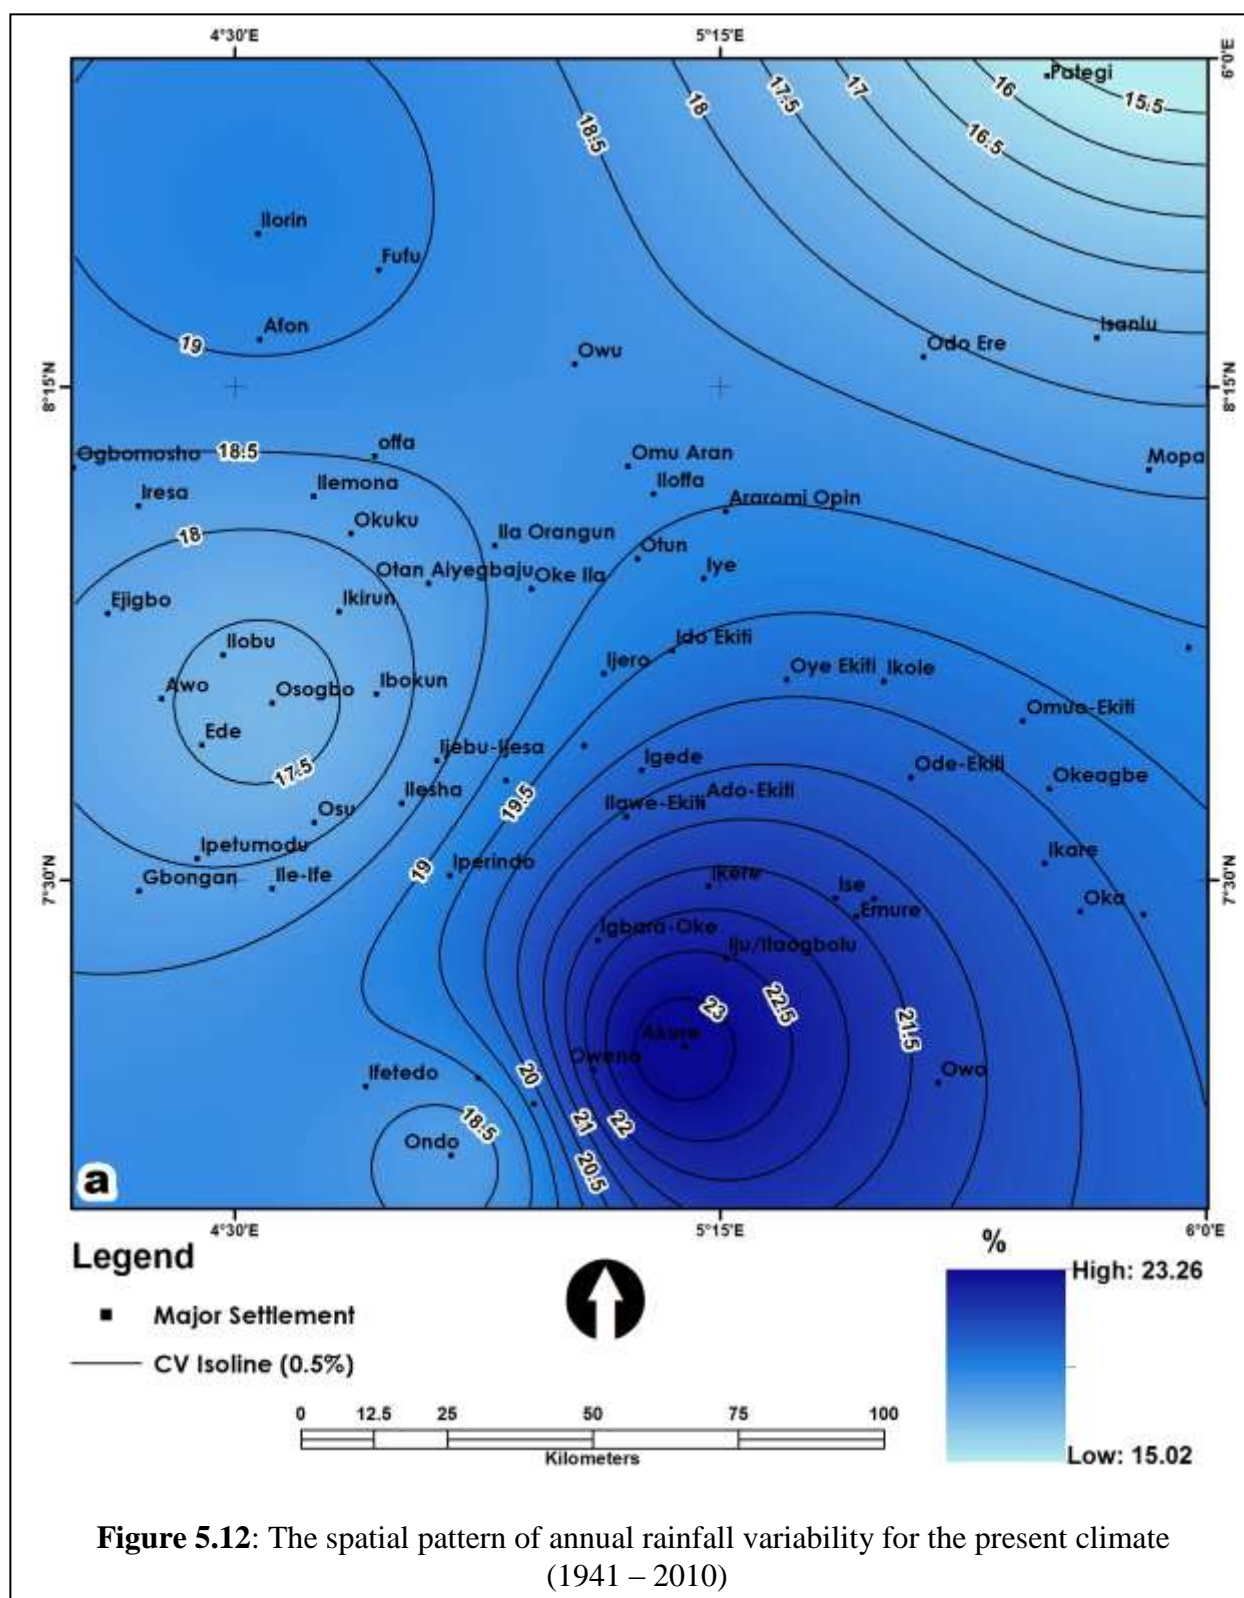 4°30'E
5°15'E
6°0'E
Pategi
15.5
16
16.5
17
17.5
18
18.5
Ilorin
Fufu
Afon
19
Owu
Odo Ere
Isanlu
8°15'N
8°15'N
Ogbomosho
18.5
offa
Omu Aran
Mopa
Iresa
Ilemona
Iloffa
Araromi Opin
18
Okuku
Ila Orangun
Otun
Otan Aiyegbaju
Oke Ila
Iye
Ejigbo
Ikirun
Ilobu
Ido Ekiti
Ijero
Oye Ekiti
Ikole
Awo
Osogbo
Ibokun
Omuo-Ekiti
Ede
Ijebu-Ijesa
17.5
Igede
Ode-Ekiti
Okeagbe
Ilesha
19.5
Ilawe-Ekiti
Ado-Ekiti
Osu
Ipetumodu
19
Iperindo
Ikare
7°30'N
Gbongan
Ile-Ife
Ikere
Ise
Oka
7°30'N
Emure
Igbara-Oke
Iju/Ilaogbolu
23
22.5
21.5
Akure
Owena
Ifetedo
20
Owo
18.5
21
22
Ondo
20.5
a
4°30'E
5°15'E
6°0'E
Legend
Major Settlement
CV Isoline (0.5%)
%
High: 23.26
Low: 15.02
0 12.5 25 50 75 100
Kilometers
Figure 5.12: The spatial pattern of annual rainfall variability for the present climate
(1941 – 2010)